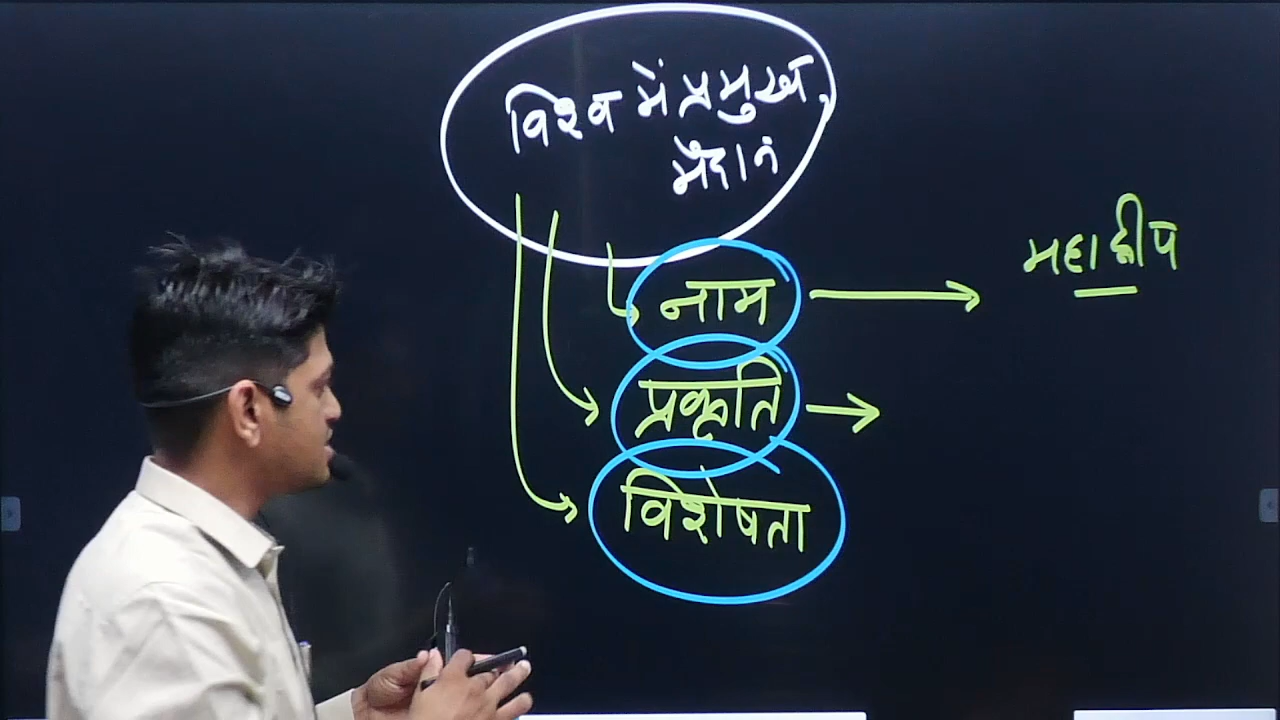 विश्व में प्रमुख
मैदान
महाद्वीप
नाम
प्रकृति
विशेषता